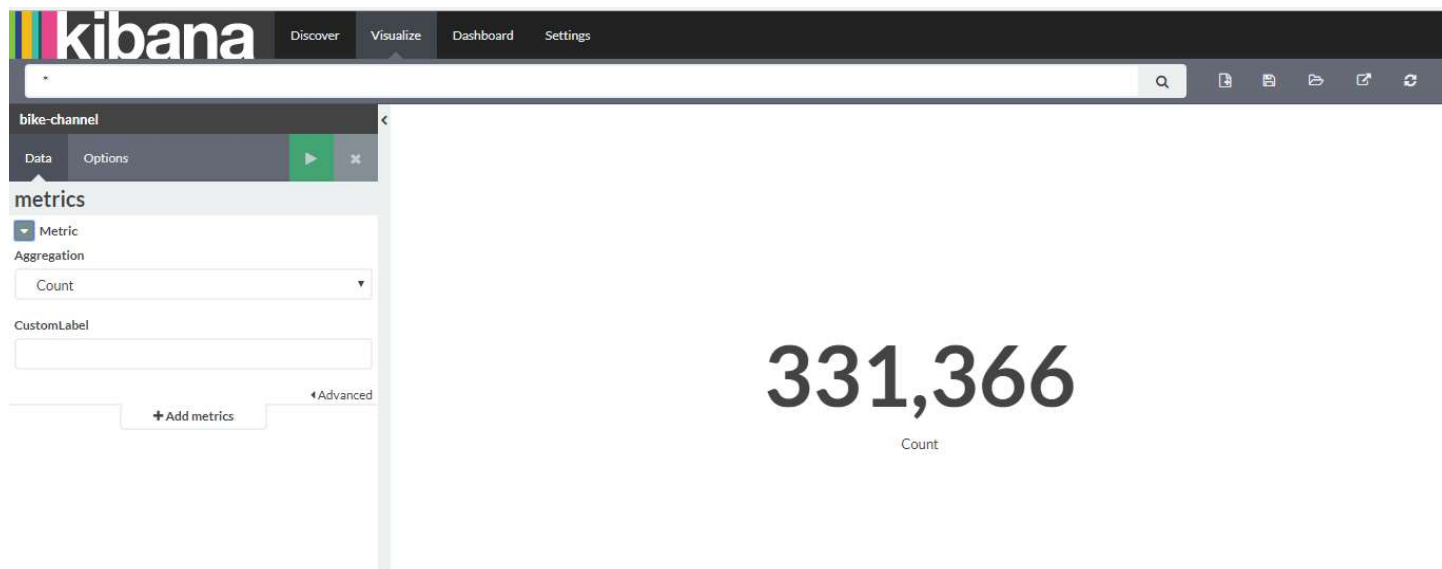 kibana Discover Visualize Dashboard Settings
*
bike-channel
Data Options
metrics
Metric
Aggregation
Count
CustomLabel
Advanced
+ Add metrics
331,366
Count